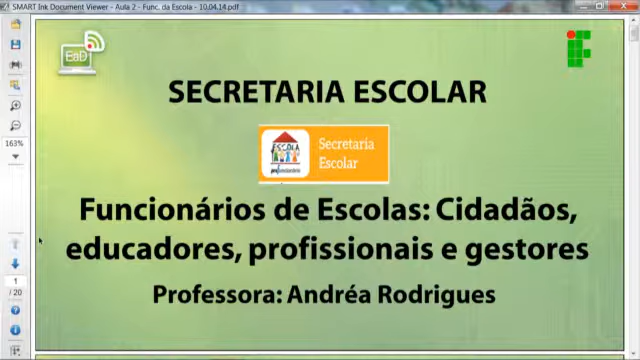 SMART Ink Document Viewer - Aula 2 - Func. da Escola - 10.04.14.pdf
EaD
SECRETARIA ESCOLAR
ESCOLA
Secretaria
Escolar
Funcionários de Escolas: Cidadãos,
educadores, profissionais e gestores
Professora: Andréa Rodrigues
163%
1
/ 20